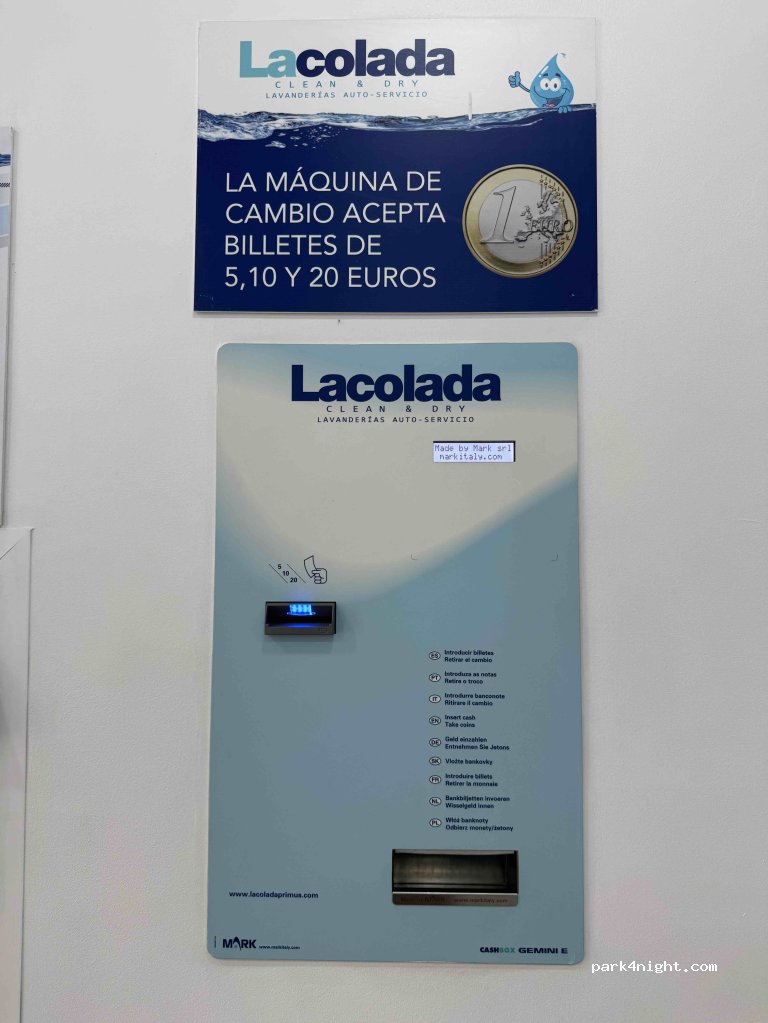 Lacolada
CLEAN & DRY
LAVANDERÍAS AUTO-SERVICIO
LA MÁQUINA DE
CAMBIO ACEPTA
BILLETES DE
5,10 Y 20 EUROS
1 EURO
Lacolada
CLEAN & DRY
LAVANDERÍAS AUTO-SERVICIO
Made by Mark srl
markitaly.com
5
10
20
ES Introducir billetes
Retirar el cambio
PT Introduza as notas
Retire o troco
IT Introdurre banconote
Ritirare il cambio
EN Insert cash
Take coins
DE Geld einzahlen
Entnehmen Sie Jetons
SK Vložte bankovky
FR Introduire billets
Retirer la monnaie
NL Bankbiljetten invoeren
Wisselgeld innen
PL Włóż banknoty
Odbierz monety/żetony
www.lacoladaprimus.com
www.markitaly.com
MARK www.markitaly.com
CASHBOX GEMINI E
park4night.com